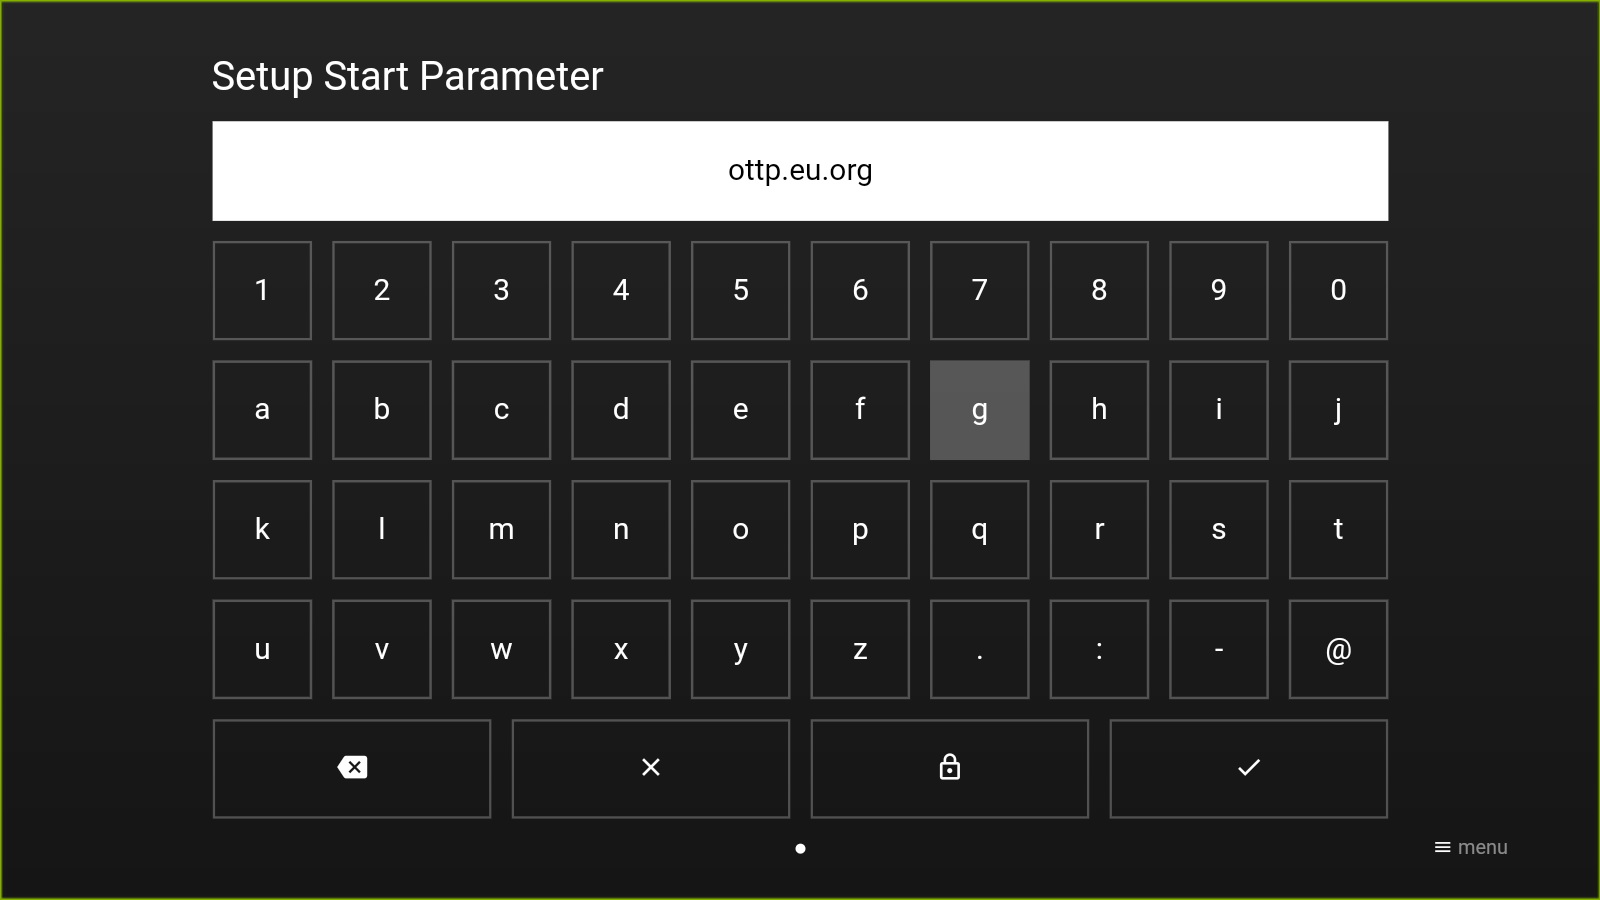 Setup Start Parameter
ottp.eu.org
1 2 3 4 5 6 7 8 9 0
a b c d e f g h i j
k l m n o p q r s t
u v w x y z . : - @
menu